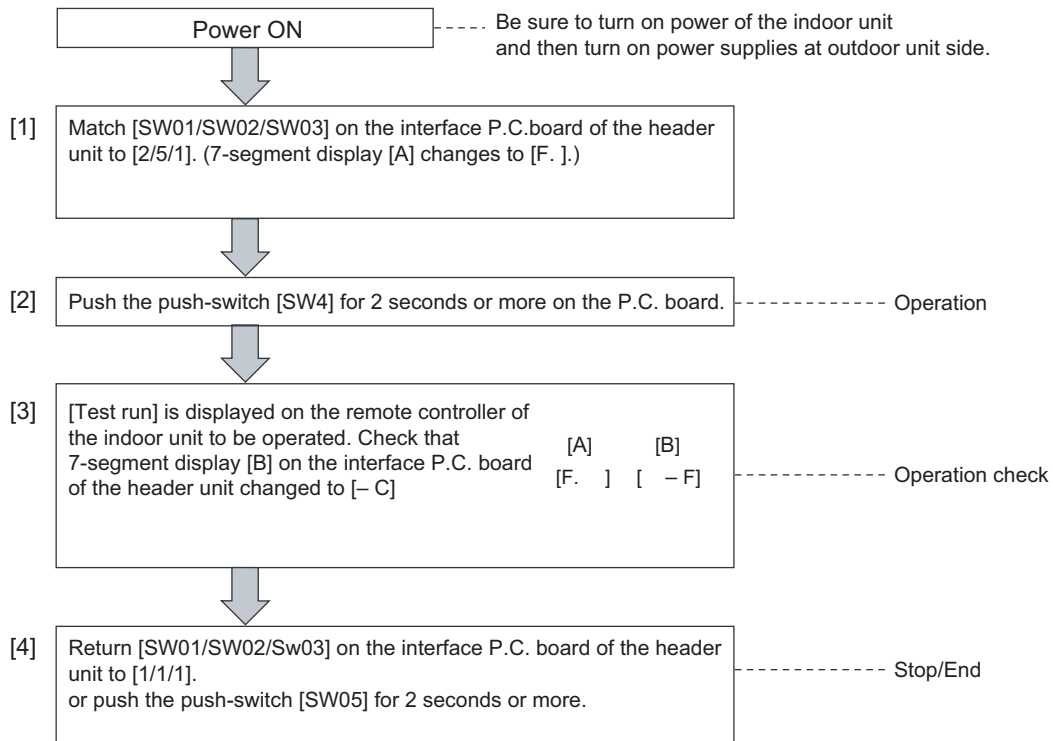 Power ON
Be sure to turn on power of the indoor unit
and then turn on power supplies at outdoor unit side.
[1]
Match [SW01/SW02/SW03] on the interface P.C.board of the header
unit to [2/5/1]. (7-segment display [A] changes to [F. ].)
[2]
Push the push-switch [SW4] for 2 seconds or more on the P.C. board.
Operation
[3]
[Test run] is displayed on the remote controller of
the indoor unit to be operated. Check that
7-segment display [B] on the interface P.C. board
of the header unit changed to [– C]
[A] [B]
[F. ] [ – F]
Operation check
[4]
Return [SW01/SW02/Sw03] on the interface P.C. board of the header
unit to [1/1/1].
or push the push-switch [SW05] for 2 seconds or more.
Stop/End